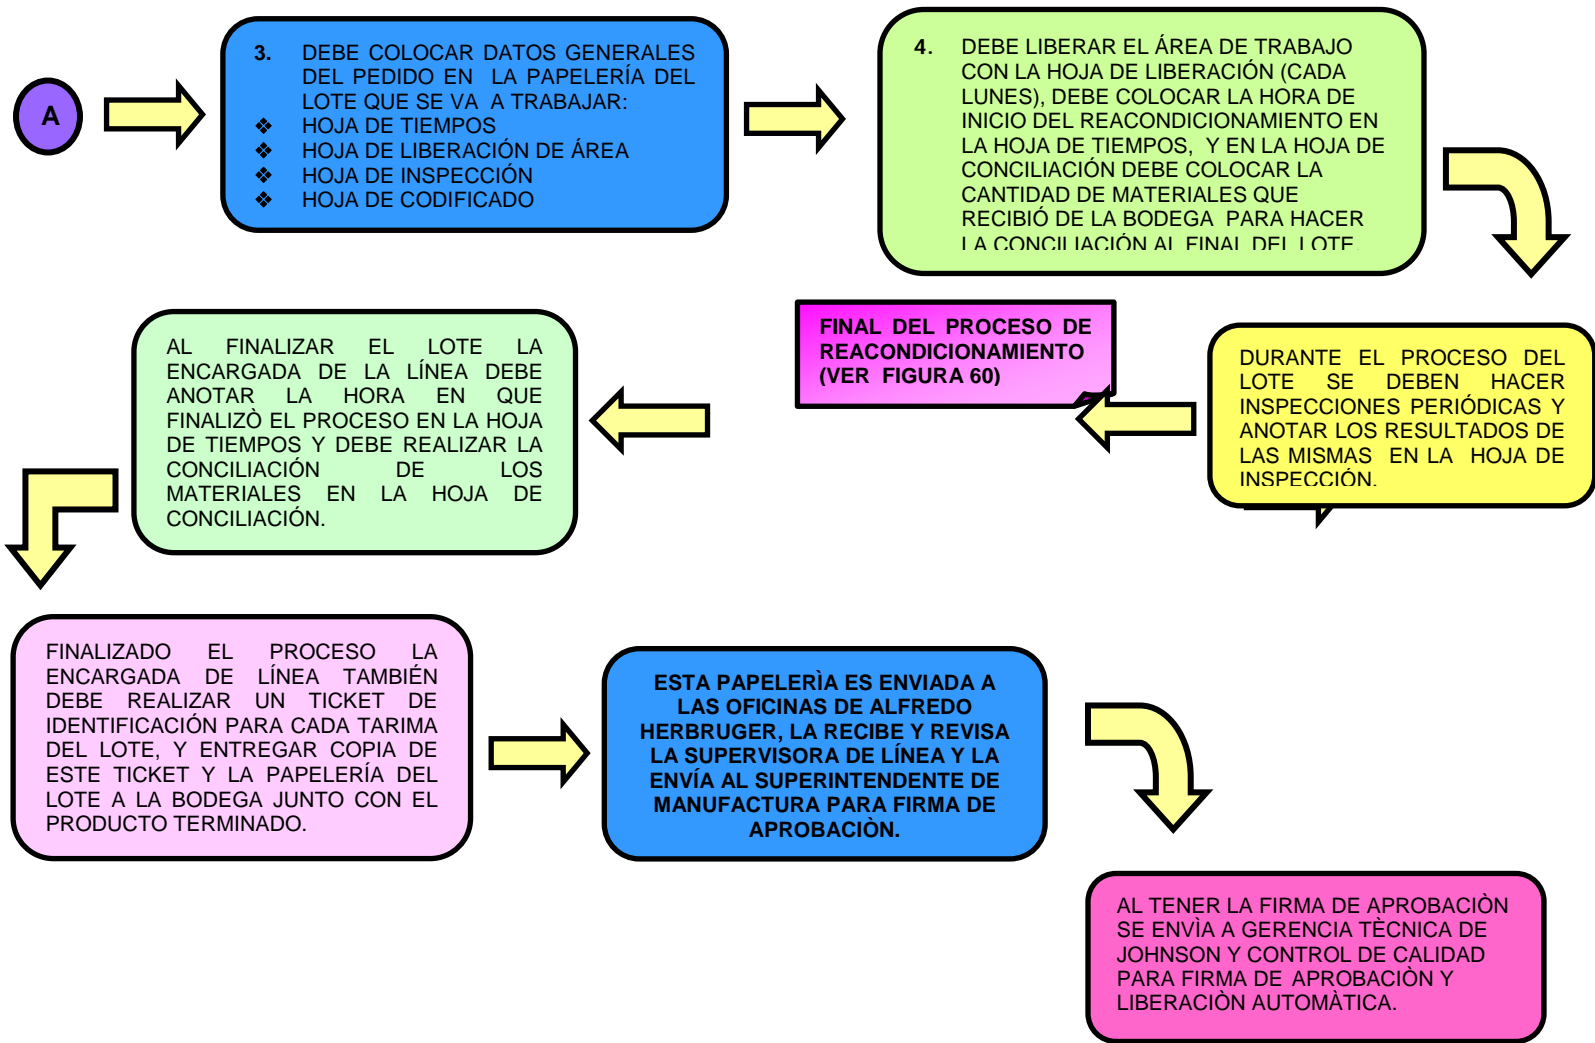 A
3. DEBE COLOCAR DATOS GENERALES
DEL PEDIDO EN LA PAPELERÍA DEL
LOTE QUE SE VA A TRABAJAR:
❖ HOJA DE TIEMPOS
❖ HOJA DE LIBERACIÓN DE ÁREA
❖ HOJA DE INSPECCIÓN
❖ HOJA DE CODIFICADO
4. DEBE LIBERAR EL ÁREA DE TRABAJO
CON LA HOJA DE LIBERACIÓN (CADA
LUNES), DEBE COLOCAR LA HORA DE
INICIO DEL REACONDICIONAMIENTO EN
LA HOJA DE TIEMPOS, Y EN LA HOJA DE
CONCILIACIÓN DEBE COLOCAR LA
CANTIDAD DE MATERIALES QUE
RECIBIÓ DE LA BODEGA PARA HACER
LA CONCILIACIÓN AL FINAL DEL LOTE.
DURANTE EL PROCESO DEL
LOTE SE DEBEN HACER
INSPECCIONES PERIÓDICAS Y
ANOTAR LOS RESULTADOS DE
LAS MISMAS EN LA HOJA DE
INSPECCIÓN.
FINAL DEL PROCESO DE
REACONDICIONAMIENTO
(VER FIGURA 60)
AL FINALIZAR EL LOTE LA
ENCARGADA DE LA LÍNEA DEBE
ANOTAR LA HORA EN QUE
FINALIZÒ EL PROCESO EN LA HOJA
DE TIEMPOS Y DEBE REALIZAR LA
CONCILIACIÓN DE LOS
MATERIALES EN LA HOJA DE
CONCILIACIÓN.
FINALIZADO EL PROCESO LA
ENCARGADA DE LÍNEA TAMBIÉN
DEBE REALIZAR UN TICKET DE
IDENTIFICACIÓN PARA CADA TARIMA
DEL LOTE, Y ENTREGAR COPIA DE
ESTE TICKET Y LA PAPELERÍA DEL
LOTE A LA BODEGA JUNTO CON EL
PRODUCTO TERMINADO.
ESTA PAPELERÌA ES ENVIADA A
LAS OFICINAS DE ALFREDO
HERBRUGER, LA RECIBE Y REVISA
LA SUPERVISORA DE LÍNEA Y LA
ENVÍA AL SUPERINTENDENTE DE
MANUFACTURA PARA FIRMA DE
APROBACIÒN.
AL TENER LA FIRMA DE APROBACIÒN
SE ENVÌA A GERENCIA TÈCNICA DE
JOHNSON Y CONTROL DE CALIDAD
PARA FIRMA DE APROBACIÒN Y
LIBERACIÒN AUTOMÀTICA.